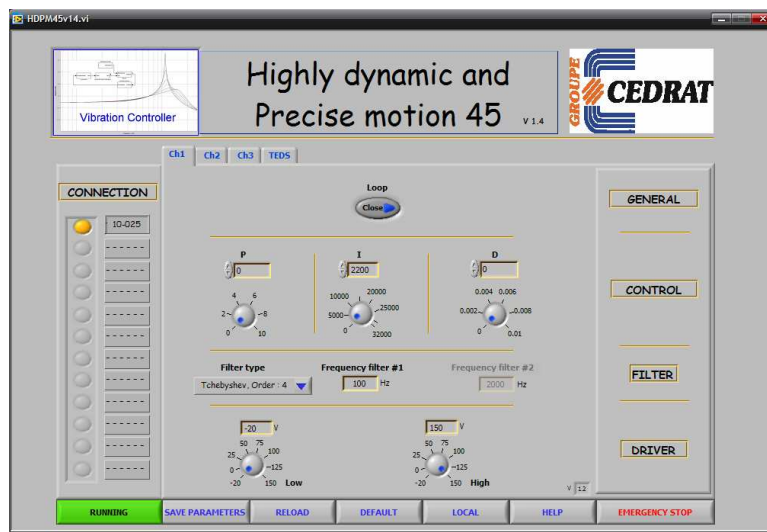 HDPM45v14.vi
Vibration Controller
Highly dynamic and
Precise motion 45
V 1.4
GROUPE
CEDRAT
Ch1 Ch2 Ch3 TEDS
CONNECTION
10-025
------
------
------
------
------
------
------
------
------
------
------
Loop
Close
P I D
0 2200 0
4 6
2 8
0 10
10000 20000
5000 25000
0 32000
0.004 0.006
0.002 0.008
0 0.01
Filter type Frequency filter #1 Frequency filter #2
Tchebyshev, Order : 4 100 Hz 2000 Hz
-20 V 150 V
50 75
25 100
0 125
-20 150 Low
50 75
25 100
0 125
-20 150 High
V 12
GENERAL
CONTROL
FILTER
DRIVER
RUNNING SAVE PARAMETERS RELOAD DEFAULT LOCAL HELP EMERGENCY STOP